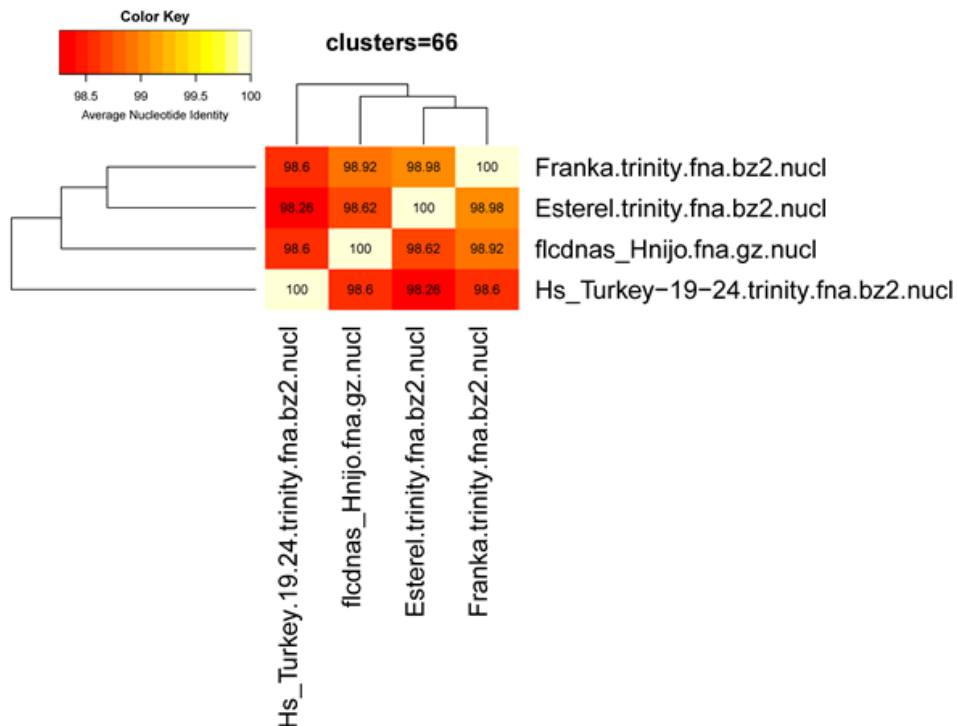 Color Key
98.5 99 99.5 100
Average Nucleotide Identity
clusters=66
98.6 98.92 98.98 100 Franka.trinity.fna.bz2.nucl
98.26 98.62 100 98.98 Esterel.trinity.fna.bz2.nucl
98.6 100 98.62 98.92 flcdnas_Hnijo.fna.gz.nucl
100 98.6 98.26 98.6 Hs_Turkey−19−24.trinity.fna.bz2.nucl
Hs_Turkey.19.24.trinity.fna.bz2.nucl
flcdnas_Hnijo.fna.gz.nucl
Esterel.trinity.fna.bz2.nucl
Franka.trinity.fna.bz2.nucl